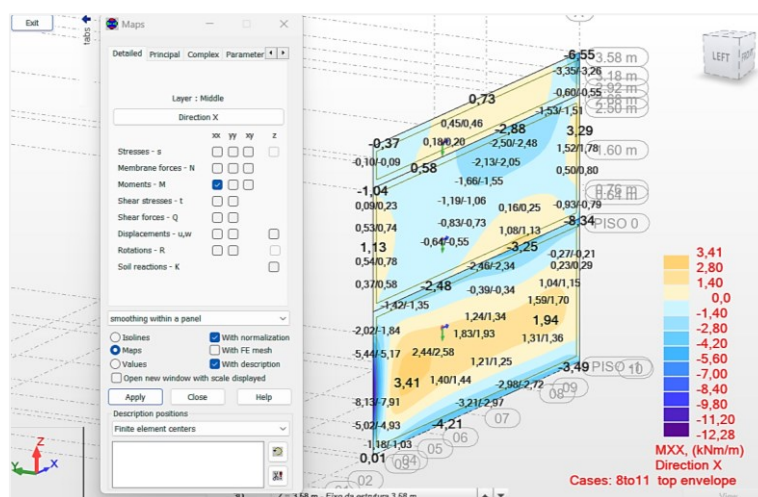 Exit
tabs
Maps
Detailed Principal Complex Parameter
Layer : Middle
Direction X
xx yy xy z
Stresses - s
Membrane forces - N
Moments - M
Shear stresses - t
Shear forces - Q
Displacements - u,w
Rotations - R
Soil reactions - K
smoothing within a panel
Isolines
Maps
Values
With normalization
With FE mesh
With description
Open new window with scale displayed
Apply Close Help
Description positions
Finite element centers
Z
Y X
LEFT
-6,55 3.58 m
-3,35/-3,26 3.18 m
-0,60/-0,55
2.50 m
0,73
-1,53/-1,51
0,45/0,46
-2,88 3,29
-0,37 0,18/0,20 -2,50/-2,48
1,52/1,78 1.60 m
-0,10/-0,09 0,58 -2,13/-2,05
0,50/0,80
-1,66/-1,55
-1,04
0,09/0,23 -1,19/-1,06 0,16/0,25 -0,93/-0,79
-8,34 PISO 0
0,53/0,74 -0,83/-0,73 1,08/1,13
1,13 -0,64/-0,55 -3,25
-0,27/-0,21
0,54/0,78 -2,46/-2,34 0,23/0,29
0,37/0,58 -2,48 -0,39/-0,34 1,04/1,15
-1,42/-1,35 1,59/1,70
-2,02/-1,84 1,24/1,34 1,94
1,83/1,93 1,31/1,36
-5,44/-5,17 2,44/2,58 1,21/1,25
-3,49 PISO -1
3,41 1,40/1,44 -2,98/-2,72
-8,13/-7,91 -3,21/-2,97
-5,02/-4,93 -4,21
-1,18/-1,03
0,01
02
03
04
05
06
07
08
09
10
3,41
2,80
1,40
0,0
-1,40
-2,80
-4,20
-5,60
-7,00
-8,40
-9,80
-11,20
-12,28
MXX, (kNm/m)
Direction X
Cases: 8to11 top envelope